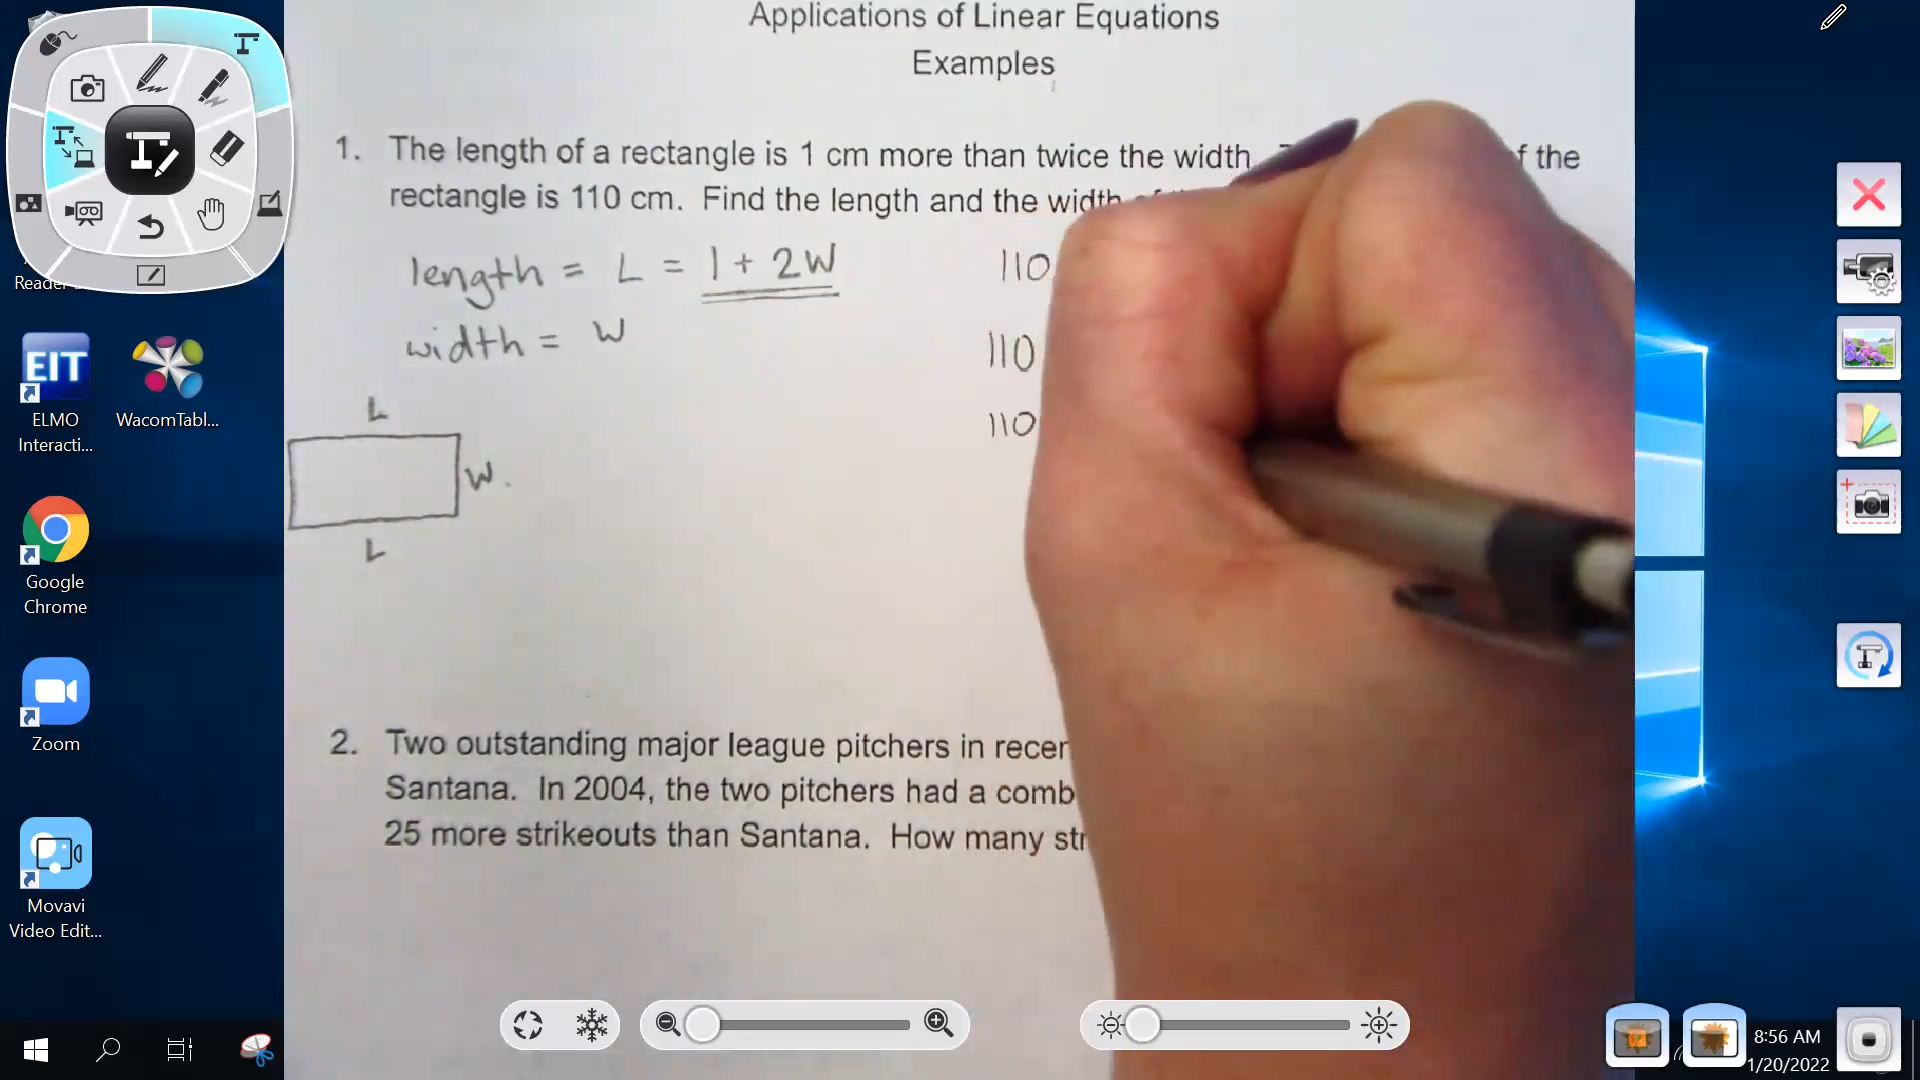 Applications of Linear Equations
Examples
1. The length of a rectangle is 1 cm more than twice the width. f the
rectangle is 110 cm. Find the length and the width
length = L = 1 + 2W
110
width = W
110
L
110
W.
L
2. Two outstanding major league pitchers in recen
Santana. In 2004, the two pitchers had a comb
25 more strikeouts than Santana. How many str
Reader
EIT
ELMO
Interacti...
WacomTabl...
Google
Chrome
Zoom
Movavi
Video Edit...
8:56 AM
1/20/2022